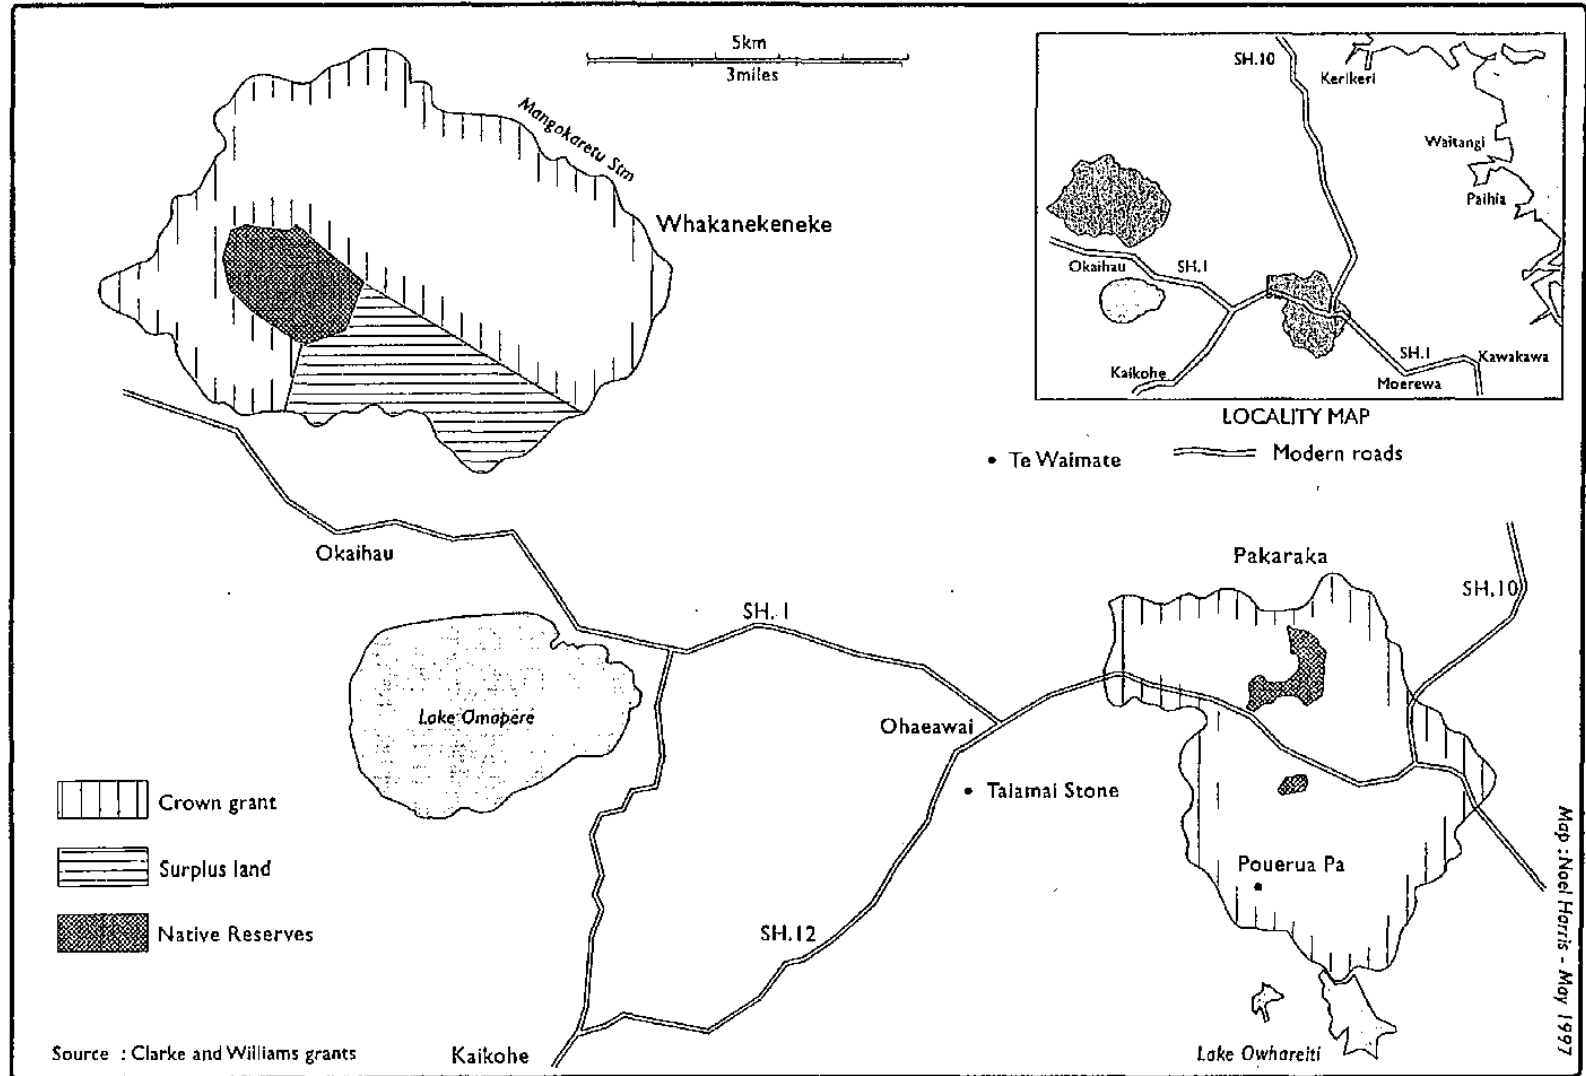 5km
3miles
Mangokaretu Stm
Whakanekeneke
SH.10
Kerikeri
Waitangi
Paihia
Okaihau
SH.1
Kaikohe
SH.1
Kawakawa
Moerewa
LOCALITY MAP
Te Waimate
Modern roads
Okaihau
Pakaraka
SH.10
SH. 1
Lake Omapere
Ohaeawai
Taiamai Stone
Crown grant
Surplus land
Native Reserves
Pouerua Pa
SH.12
Source : Clarke and Williams grants
Kaikohe
Lake Owhareiti
Map : Noel Harris - May 1997